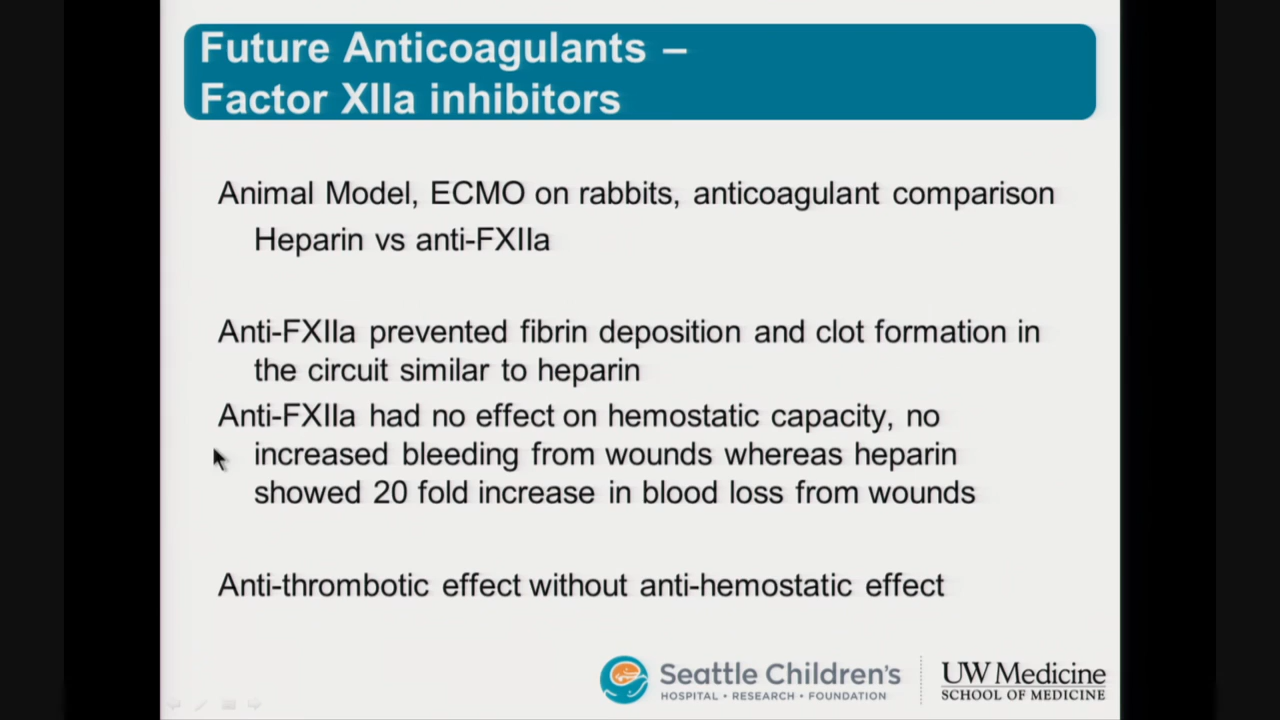 Future Anticoagulants –
Factor XIIa inhibitors
Animal Model, ECMO on rabbits, anticoagulant comparison
Heparin vs anti-FXIIa
Anti-FXIIa prevented fibrin deposition and clot formation in
the circuit similar to heparin
Anti-FXIIa had no effect on hemostatic capacity, no
increased bleeding from wounds whereas heparin
showed 20 fold increase in blood loss from wounds
Anti-thrombotic effect without anti-hemostatic effect
Seattle Children's
HOSPITAL • RESEARCH • FOUNDATION
UW Medicine
SCHOOL OF MEDICINE